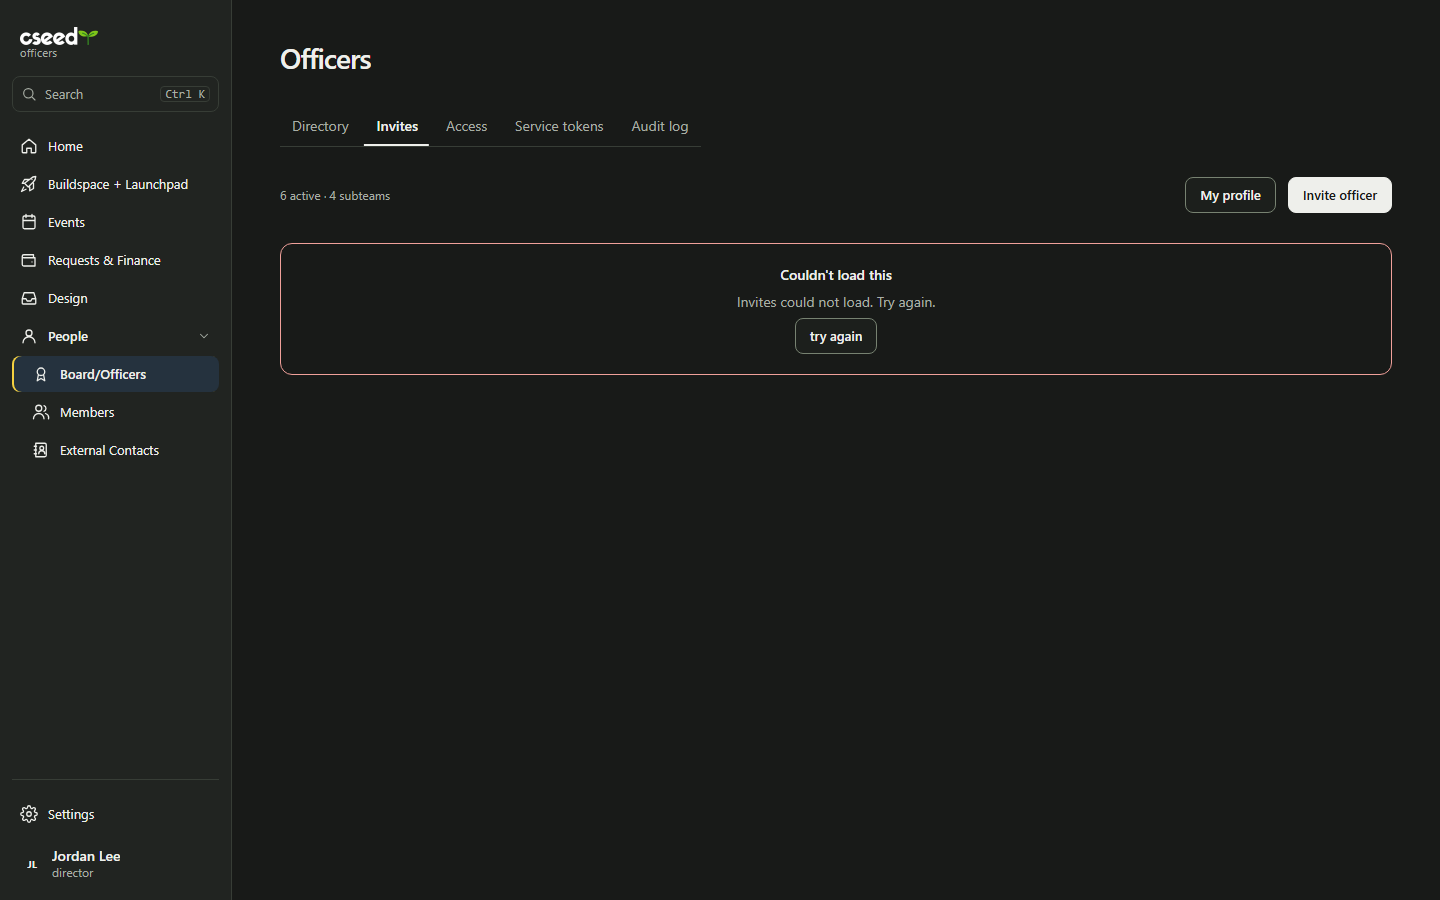 cseed
officers
Search Ctrl K
Home
Buildspace + Launchpad
Events
Requests & Finance
Design
People
Board/Officers
Members
External Contacts
Settings
JL
Jordan Lee
director
Officers
Directory Invites Access Service tokens Audit log
6 active · 4 subteams
My profile Invite officer
Couldn't load this
Invites could not load. Try again.
try again